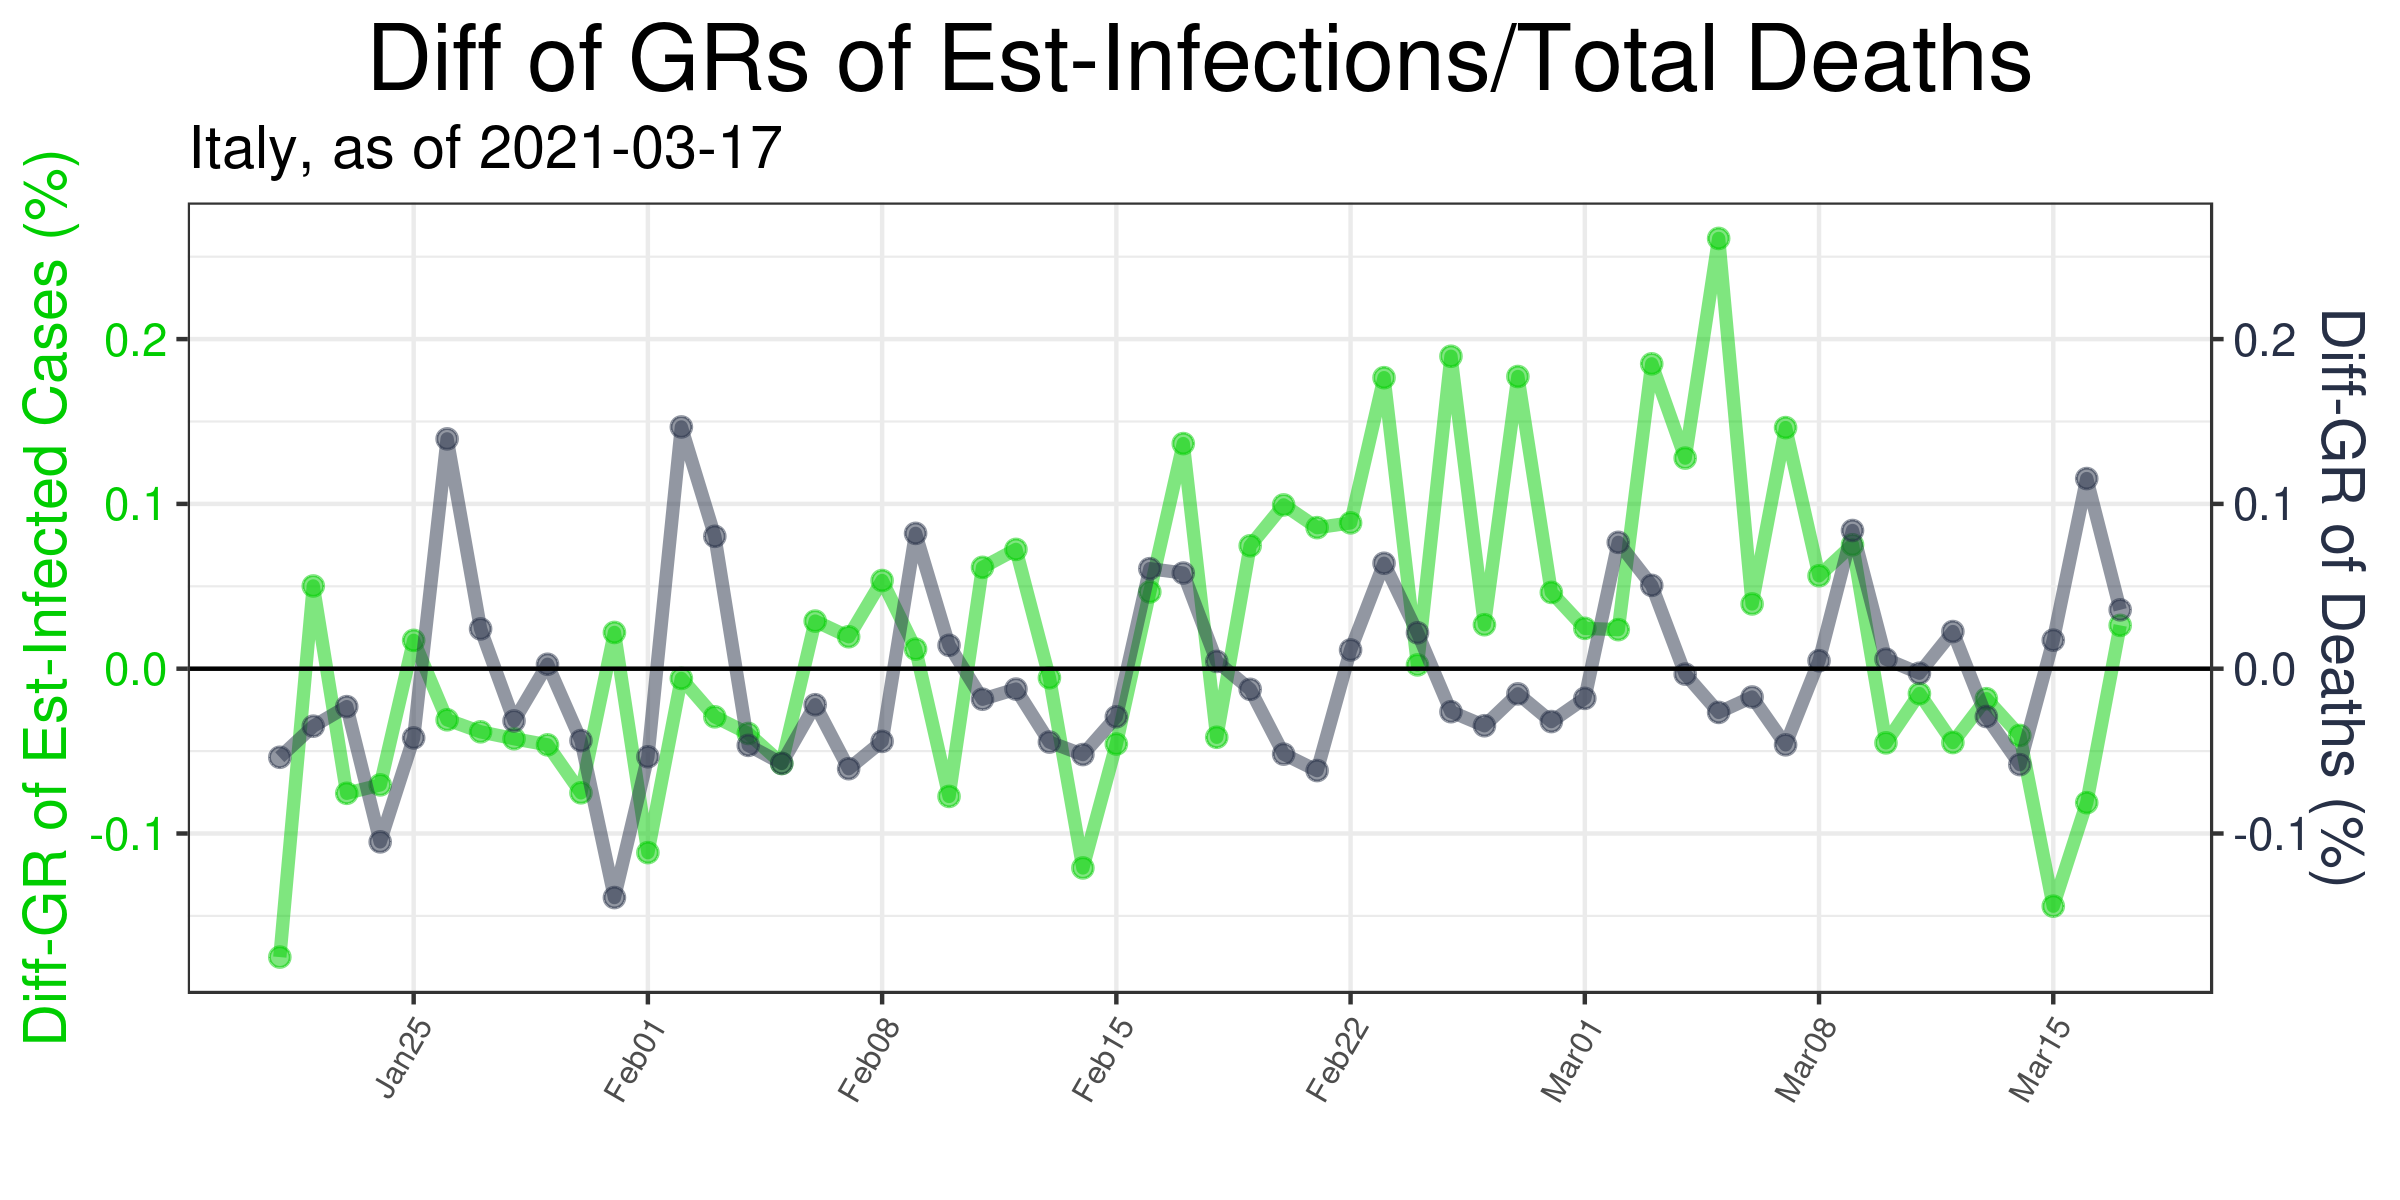 Diff of GRs of Est-Infections/Total Deaths
Italy, as of 2021-03-17
Diff-GR of Est-Infected Cases (%)
0.2
0.1
0.0
-0.1
0.2
0.1
0.0
-0.1
Diff-GR of Deaths (%)
Jan25
Feb01
Feb08
Feb15
Feb22
Mar01
Mar08
Mar15